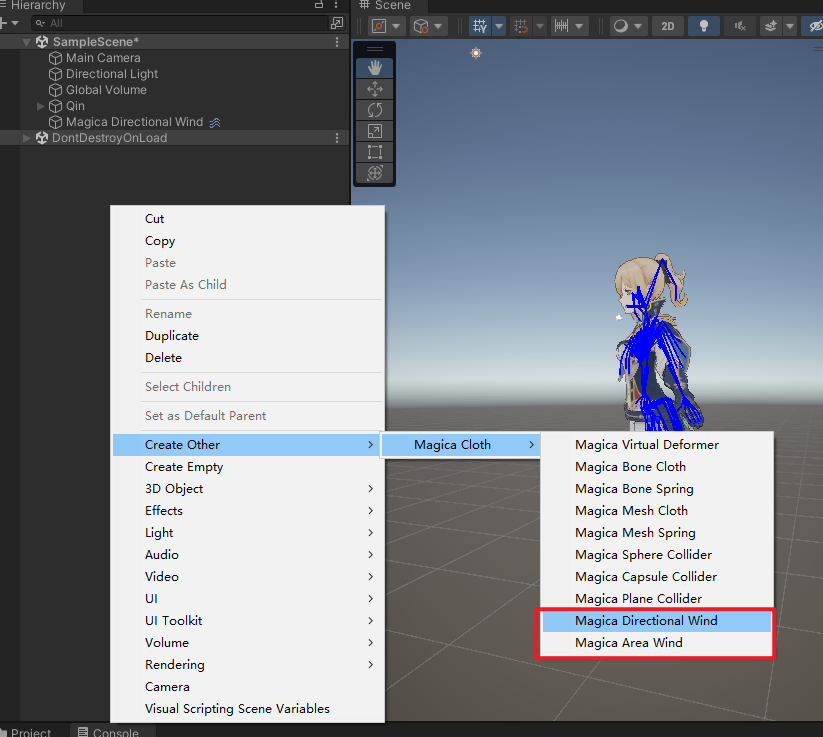 Hierarchy
Scene
All
2D
SampleScene*
Main Camera
Directional Light
Global Volume
Qin
Magica Directional Wind
DontDestroyOnLoad
Y
Cut
Copy
Paste
Paste As Child
Rename
Duplicate
Delete
Select Children
Set as Default Parent
Create Other
Create Empty
3D Object
Effects
Light
Audio
Video
UI
UI Toolkit
Volume
Rendering
Camera
Visual Scripting Scene Variables
Magica Cloth
Magica Virtual Deformer
Magica Bone Cloth
Magica Bone Spring
Magica Mesh Cloth
Magica Mesh Spring
Magica Sphere Collider
Magica Capsule Collider
Magica Plane Collider
Magica Directional Wind
Magica Area Wind
Project
Console